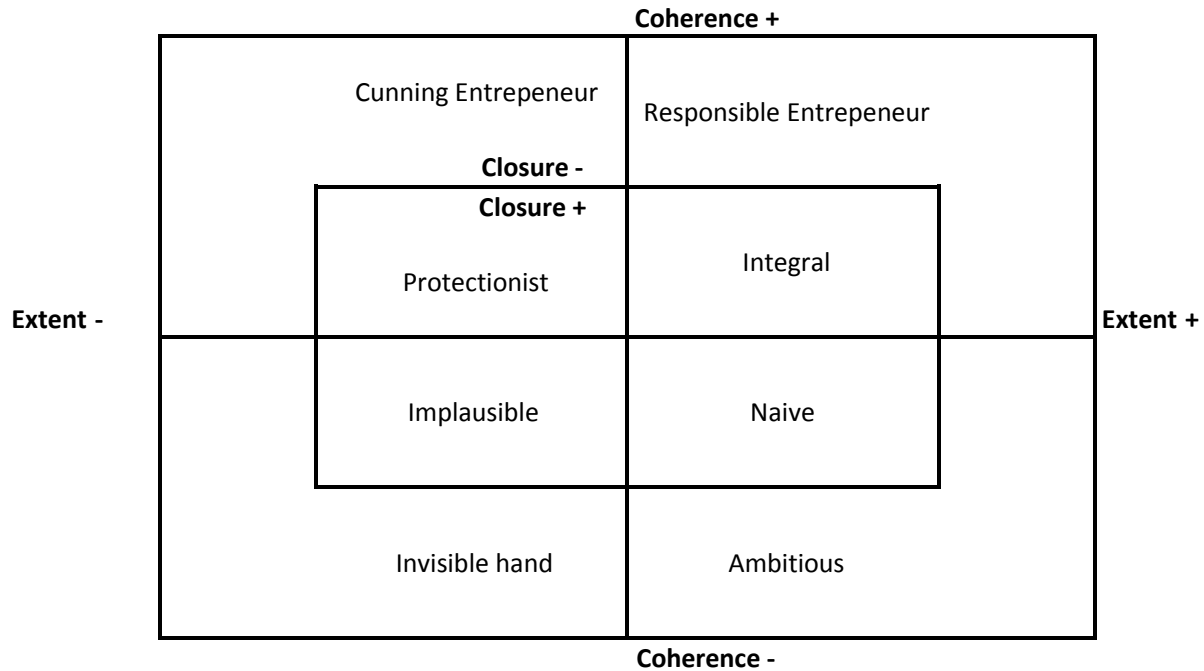 Coherence +
Cunning Entrepeneur
Responsible Entrepeneur
Closure -
Closure +
Integral
Protectionist
Extent -
Extent +
Implausible
Naive
Invisible hand
Ambitious
Coherence -